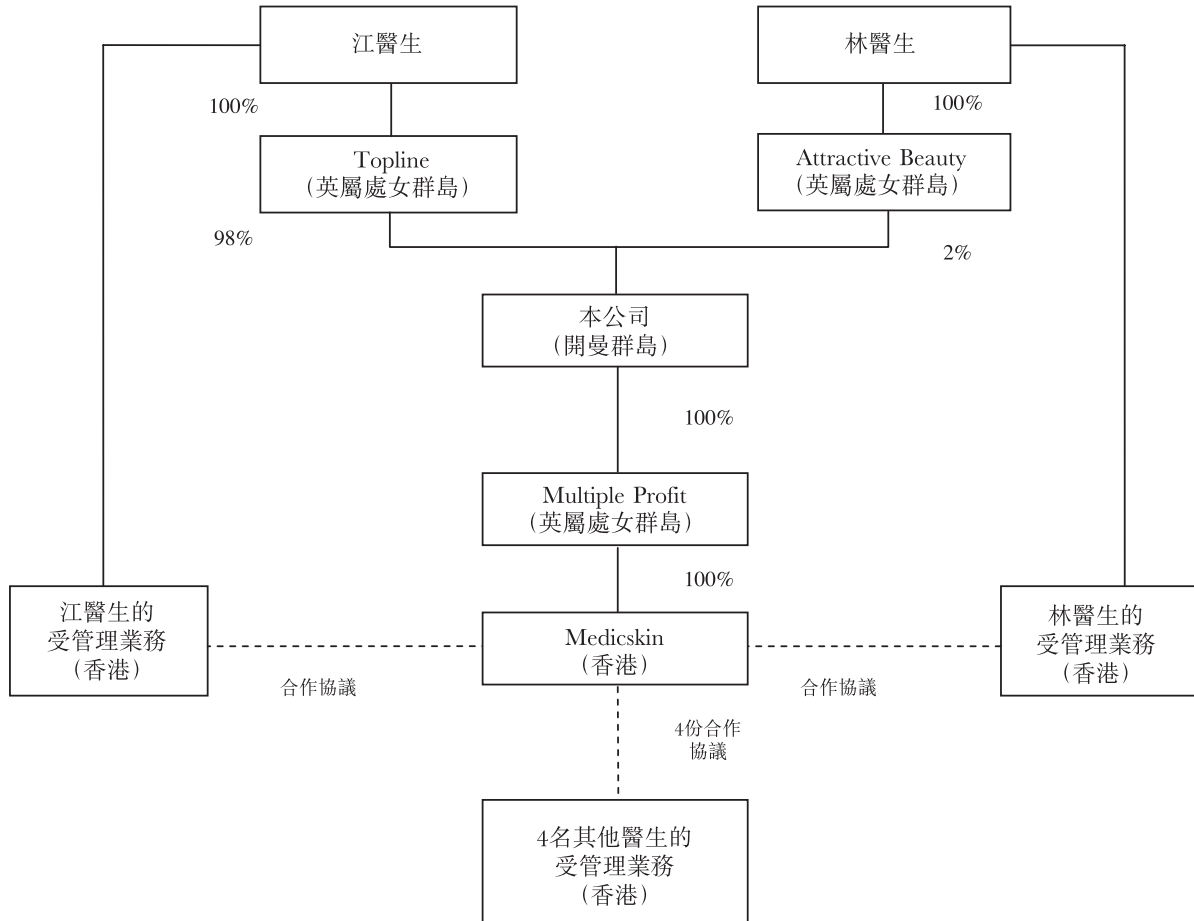 江醫生
林醫生
100%
100%
Topline
（英屬處女群島）
Attractive Beauty
（英屬處女群島）
98%
2%
本公司
（開曼群島）
100%
Multiple Profit
（英屬處女群島）
100%
江醫生的
受管理業務
（香港）
Medicskin
（香港）
林醫生的
受管理業務
（香港）
合作協議
合作協議
4份合作
協議
4名其他醫生的
受管理業務
（香港）